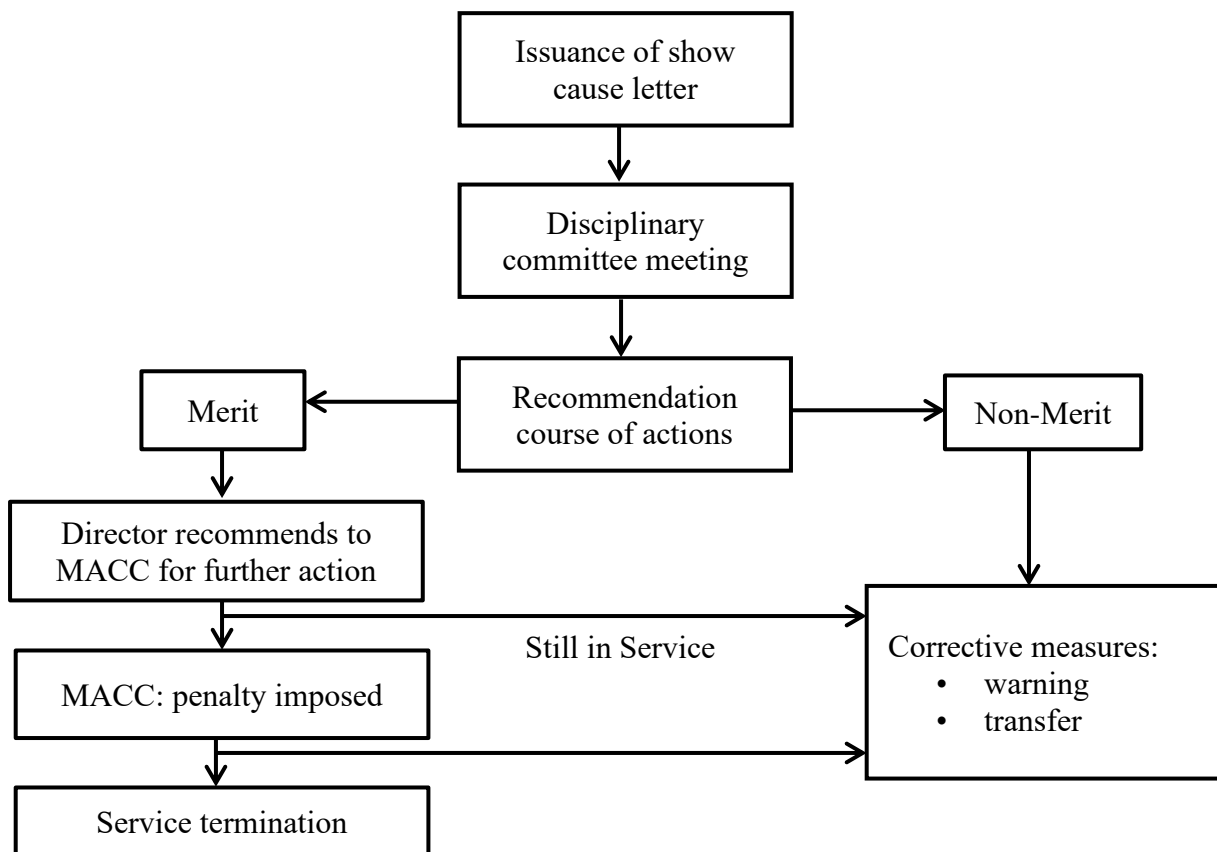 Issuance of show
cause letter
Disciplinary
committee meeting
Recommendation
course of actions
Merit
Non-Merit
Director recommends to
MACC for further action
Still in Service
MACC: penalty imposed
Corrective measures:
• warning
• transfer
Service termination